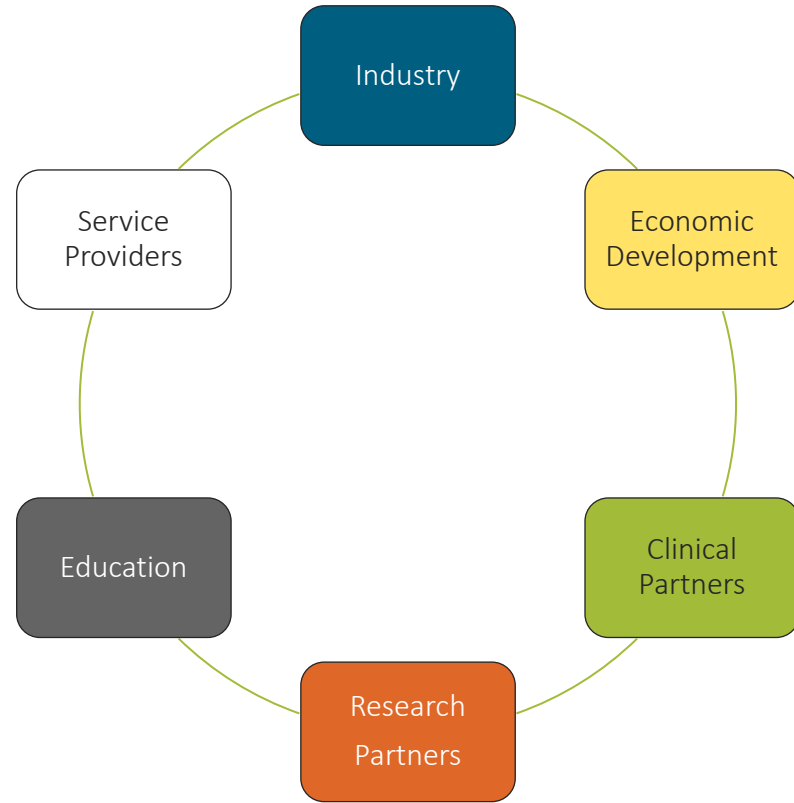 Industry
Service
Providers
Economic
Development
Education
Clinical
Partners
Research
Partners